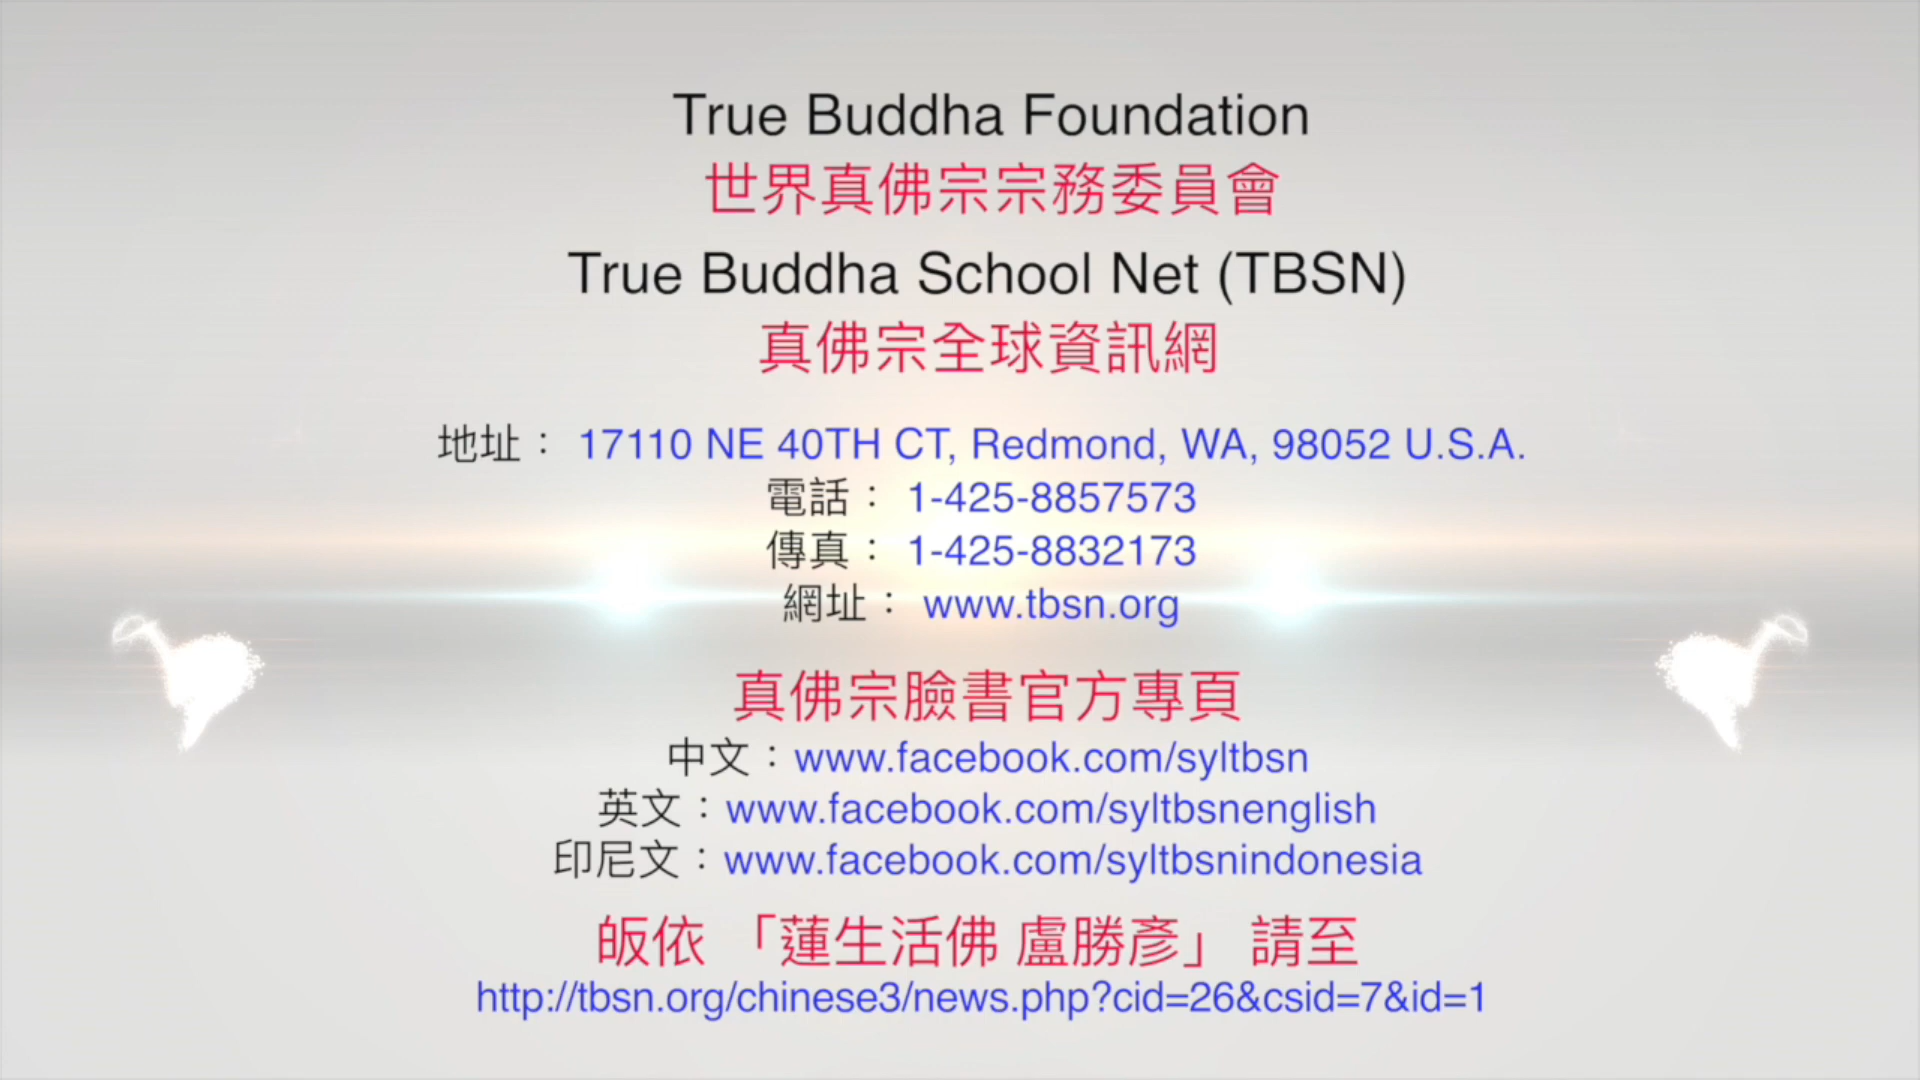 True Buddha Foundation
世界真佛宗宗務委員會
True Buddha School Net (TBSN)
真佛宗全球資訊網
地址： 17110 NE 40TH CT, Redmond, WA, 98052 U.S.A.
電話： 1-425-8857573
傳真： 1-425-8832173
網址： www.tbsn.org
真佛宗臉書官方專頁
中文：www.facebook.com/syltbsn
英文：www.facebook.com/syltbsnenglish
印尼文：www.facebook.com/syltbsnindonesia
皈依 「蓮生活佛 盧勝彥」 請至
http://tbsn.org/chinese3/news.php?cid=26&csid=7&id=1